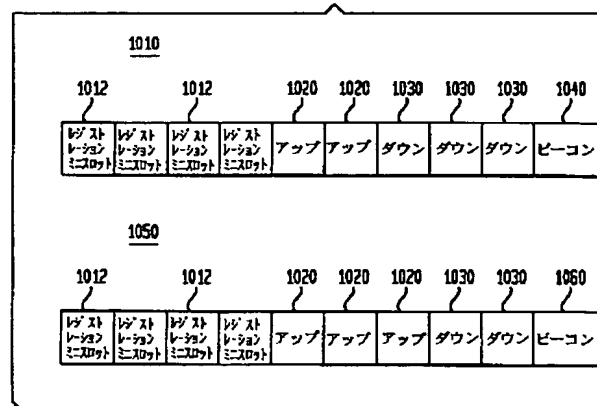 1010
1012 1012 1020 1020 1030 1030 1030 1040
レジスト レーション ミニスロット レジスト レーション ミニスロット レジスト レーション ミニスロット レジスト レーション ミニスロット アップ アップ ダウン ダウン ダウン ビーコン
1050
1012 1012 1020 1020 1020 1030 1030 1060
レジスト レーション ミニスロット レジスト レーション ミニスロット レジスト レーション ミニスロット レジスト レーション ミニスロット アップ アップ アップ ダウン ダウン ビーコン